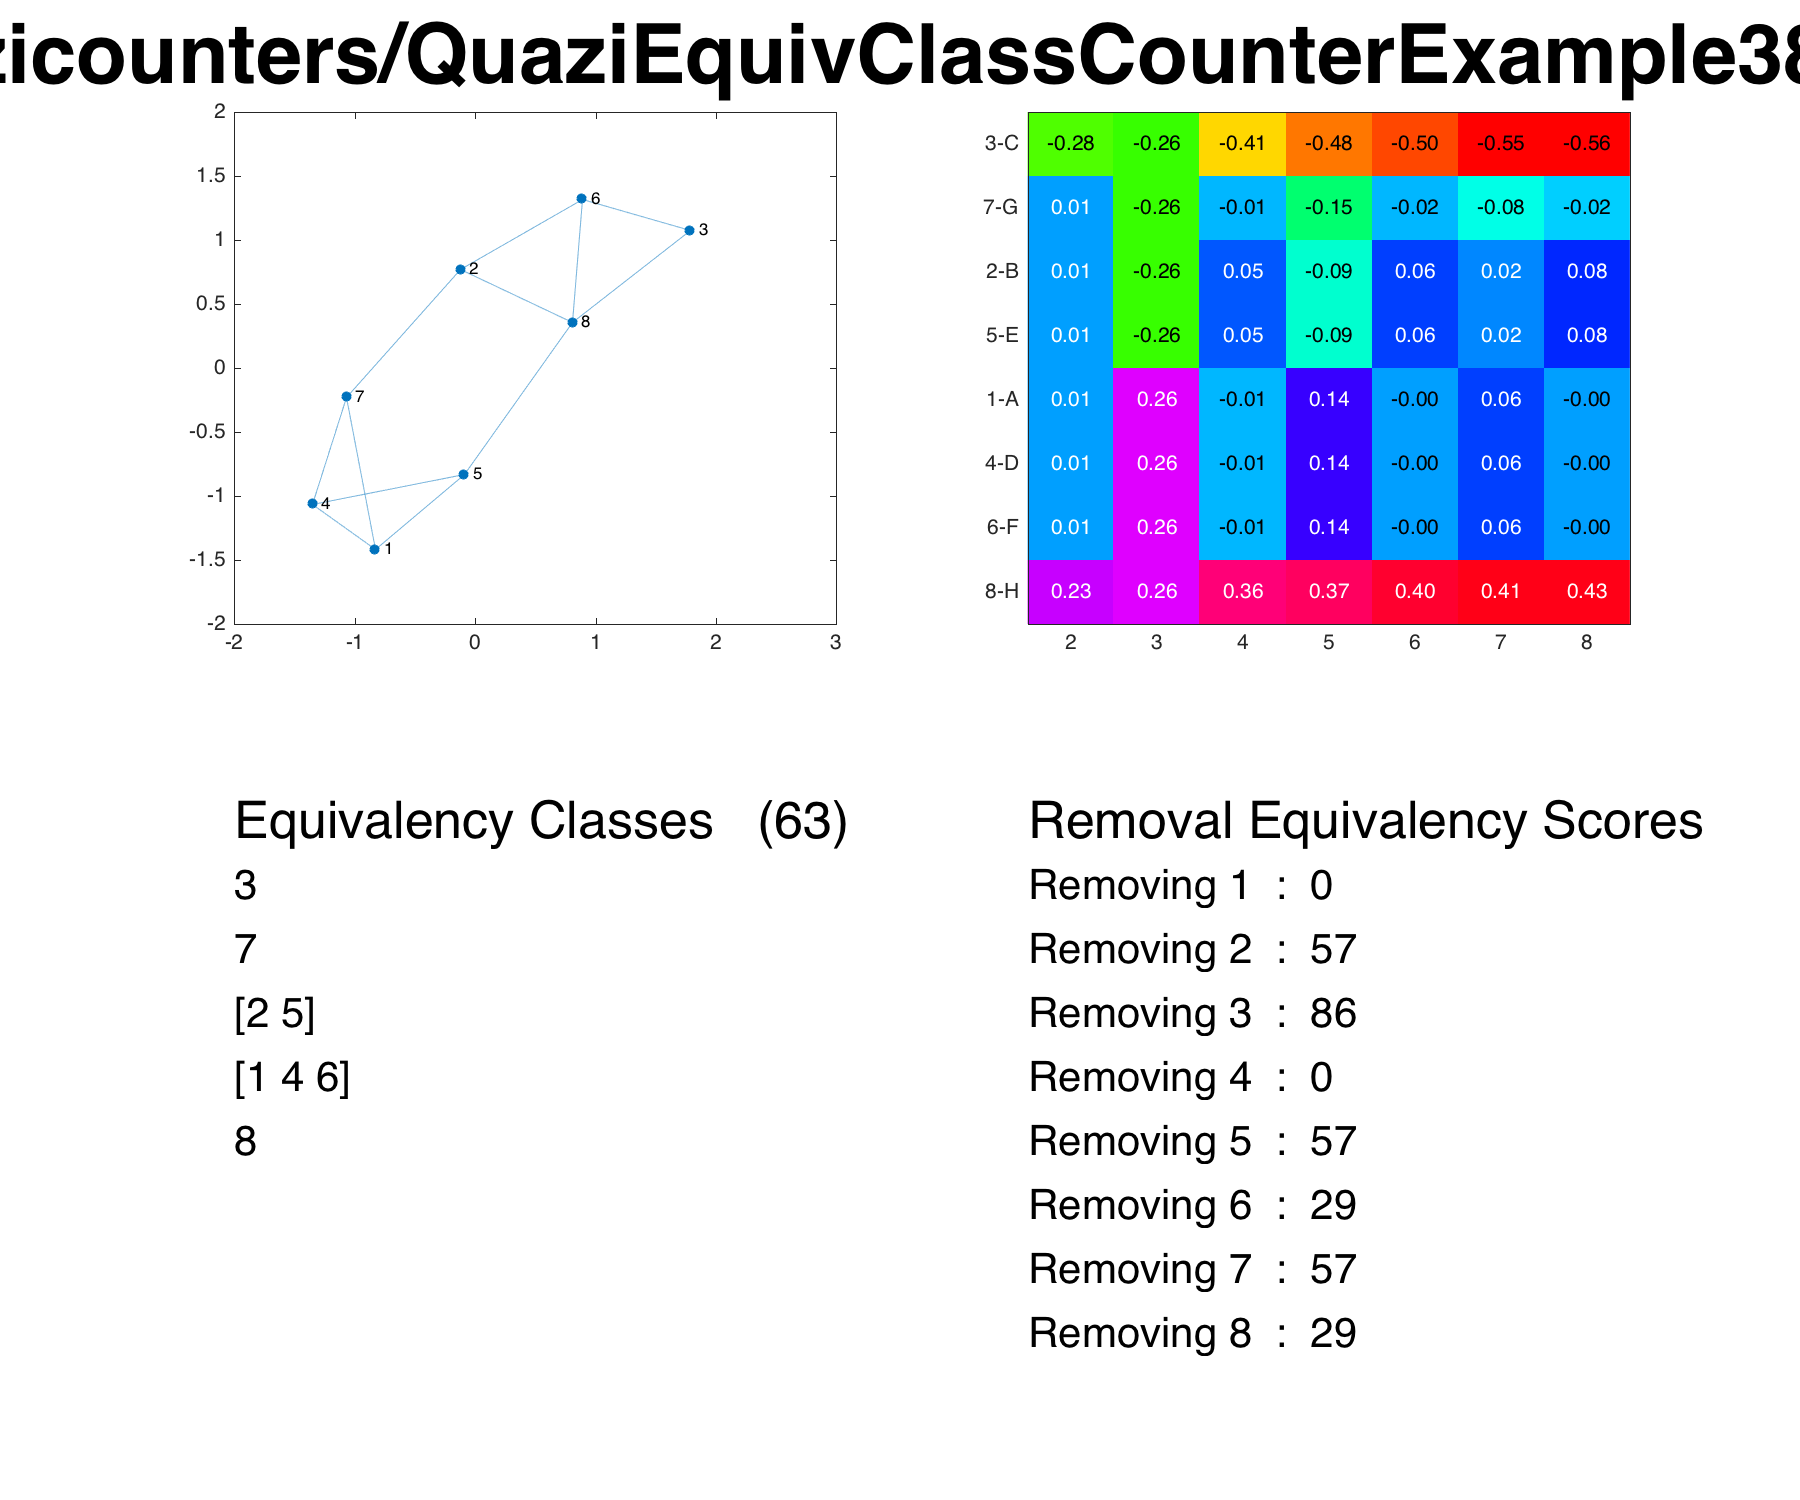 zicounters/QuaziEquivClassCounterExample38
2
1.5
1
0.5
0
-0.5
-1
-1.5
-2
-2 -1 0 1 2 3
6
3
2
8
7
5
4
1
3-C -0.28 -0.26 -0.41 -0.48 -0.50 -0.55 -0.56
7-G 0.01 -0.26 -0.01 -0.15 -0.02 -0.08 -0.02
2-B 0.01 -0.26 0.05 -0.09 0.06 0.02 0.08
5-E 0.01 -0.26 0.05 -0.09 0.06 0.02 0.08
1-A 0.01 0.26 -0.01 0.14 -0.00 0.06 -0.00
4-D 0.01 0.26 -0.01 0.14 -0.00 0.06 -0.00
6-F 0.01 0.26 -0.01 0.14 -0.00 0.06 -0.00
8-H 0.23 0.26 0.36 0.37 0.40 0.41 0.43
2 3 4 5 6 7 8
Equivalency Classes (63)
3
7
[2 5]
[1 4 6]
8
Removal Equivalency Scores
Removing 1 : 0
Removing 2 : 57
Removing 3 : 86
Removing 4 : 0
Removing 5 : 57
Removing 6 : 29
Removing 7 : 57
Removing 8 : 29